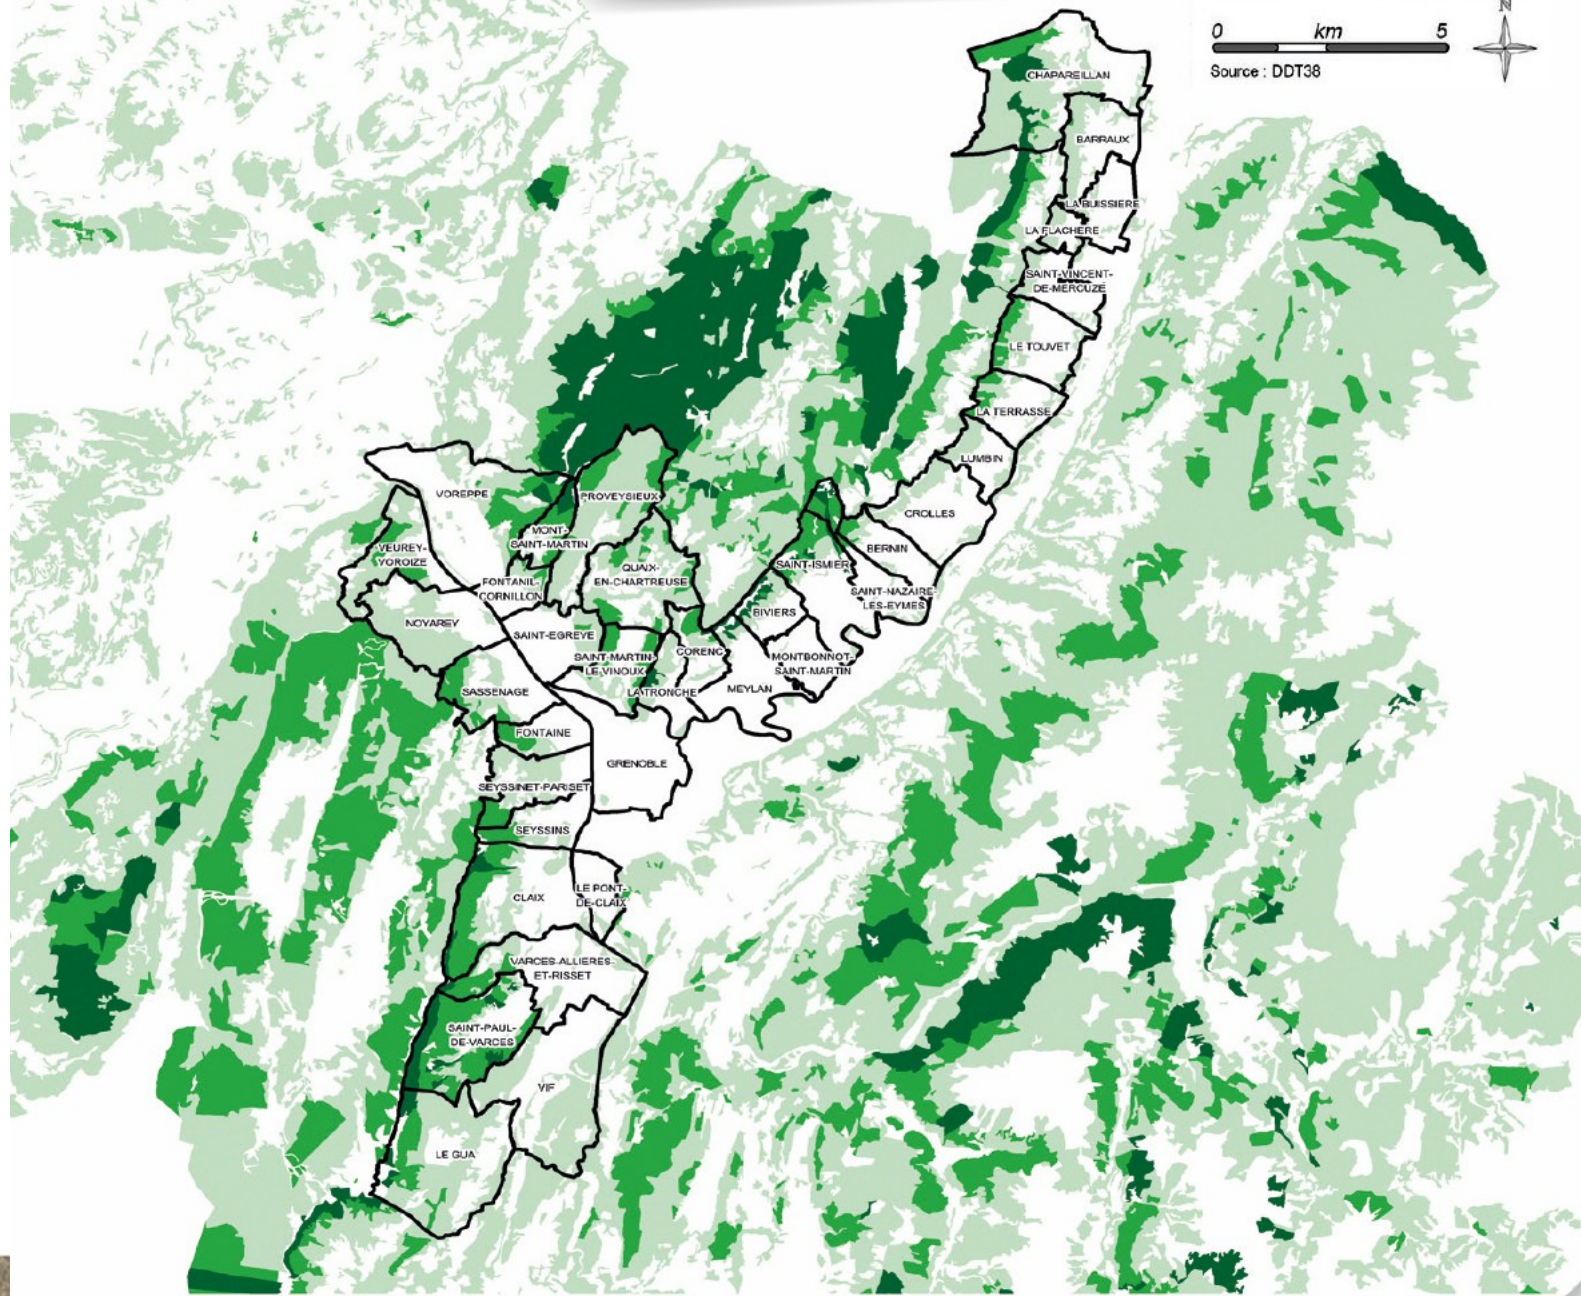 N
0 km 5
Source : DDT38
CHAPAREILLAN
BARRAUX
LA BUISSIERE
LA FLACHERE
SAINT-VINCENT-
DE-MERCUZE
LE TOUVET
LA TERRASSE
LUMBIN
CROLLES
BERNIN
SAINT-ISMIER
SAINT-NAZAIRE-
LES-EYMES
BIVIERS
MONTBONNOT-
SAINT-MARTIN
MEYLAN
CORENC
LA TRONCHE
VOREPPE
PROVEYSIEUX
MONT-
SAINT-MARTIN
VEUREY-
VOROIZE
QUAIX-
EN-CHARTREUSE
FONTANIL-
CORNILLON
NOYAREY
SAINT-EGREVE
SAINT-MARTIN-
LE-VINOUX
SASSENAGE
FONTAINE
GRENOBLE
SEYSSINET-PARISET
SEYSSINS
CLAIX
LE PONT-
DE-CLAIX
VARCES-ALLIERES-
ET-RISSET
SAINT-PAUL-
DE-VARCES
VIF
LE GUA